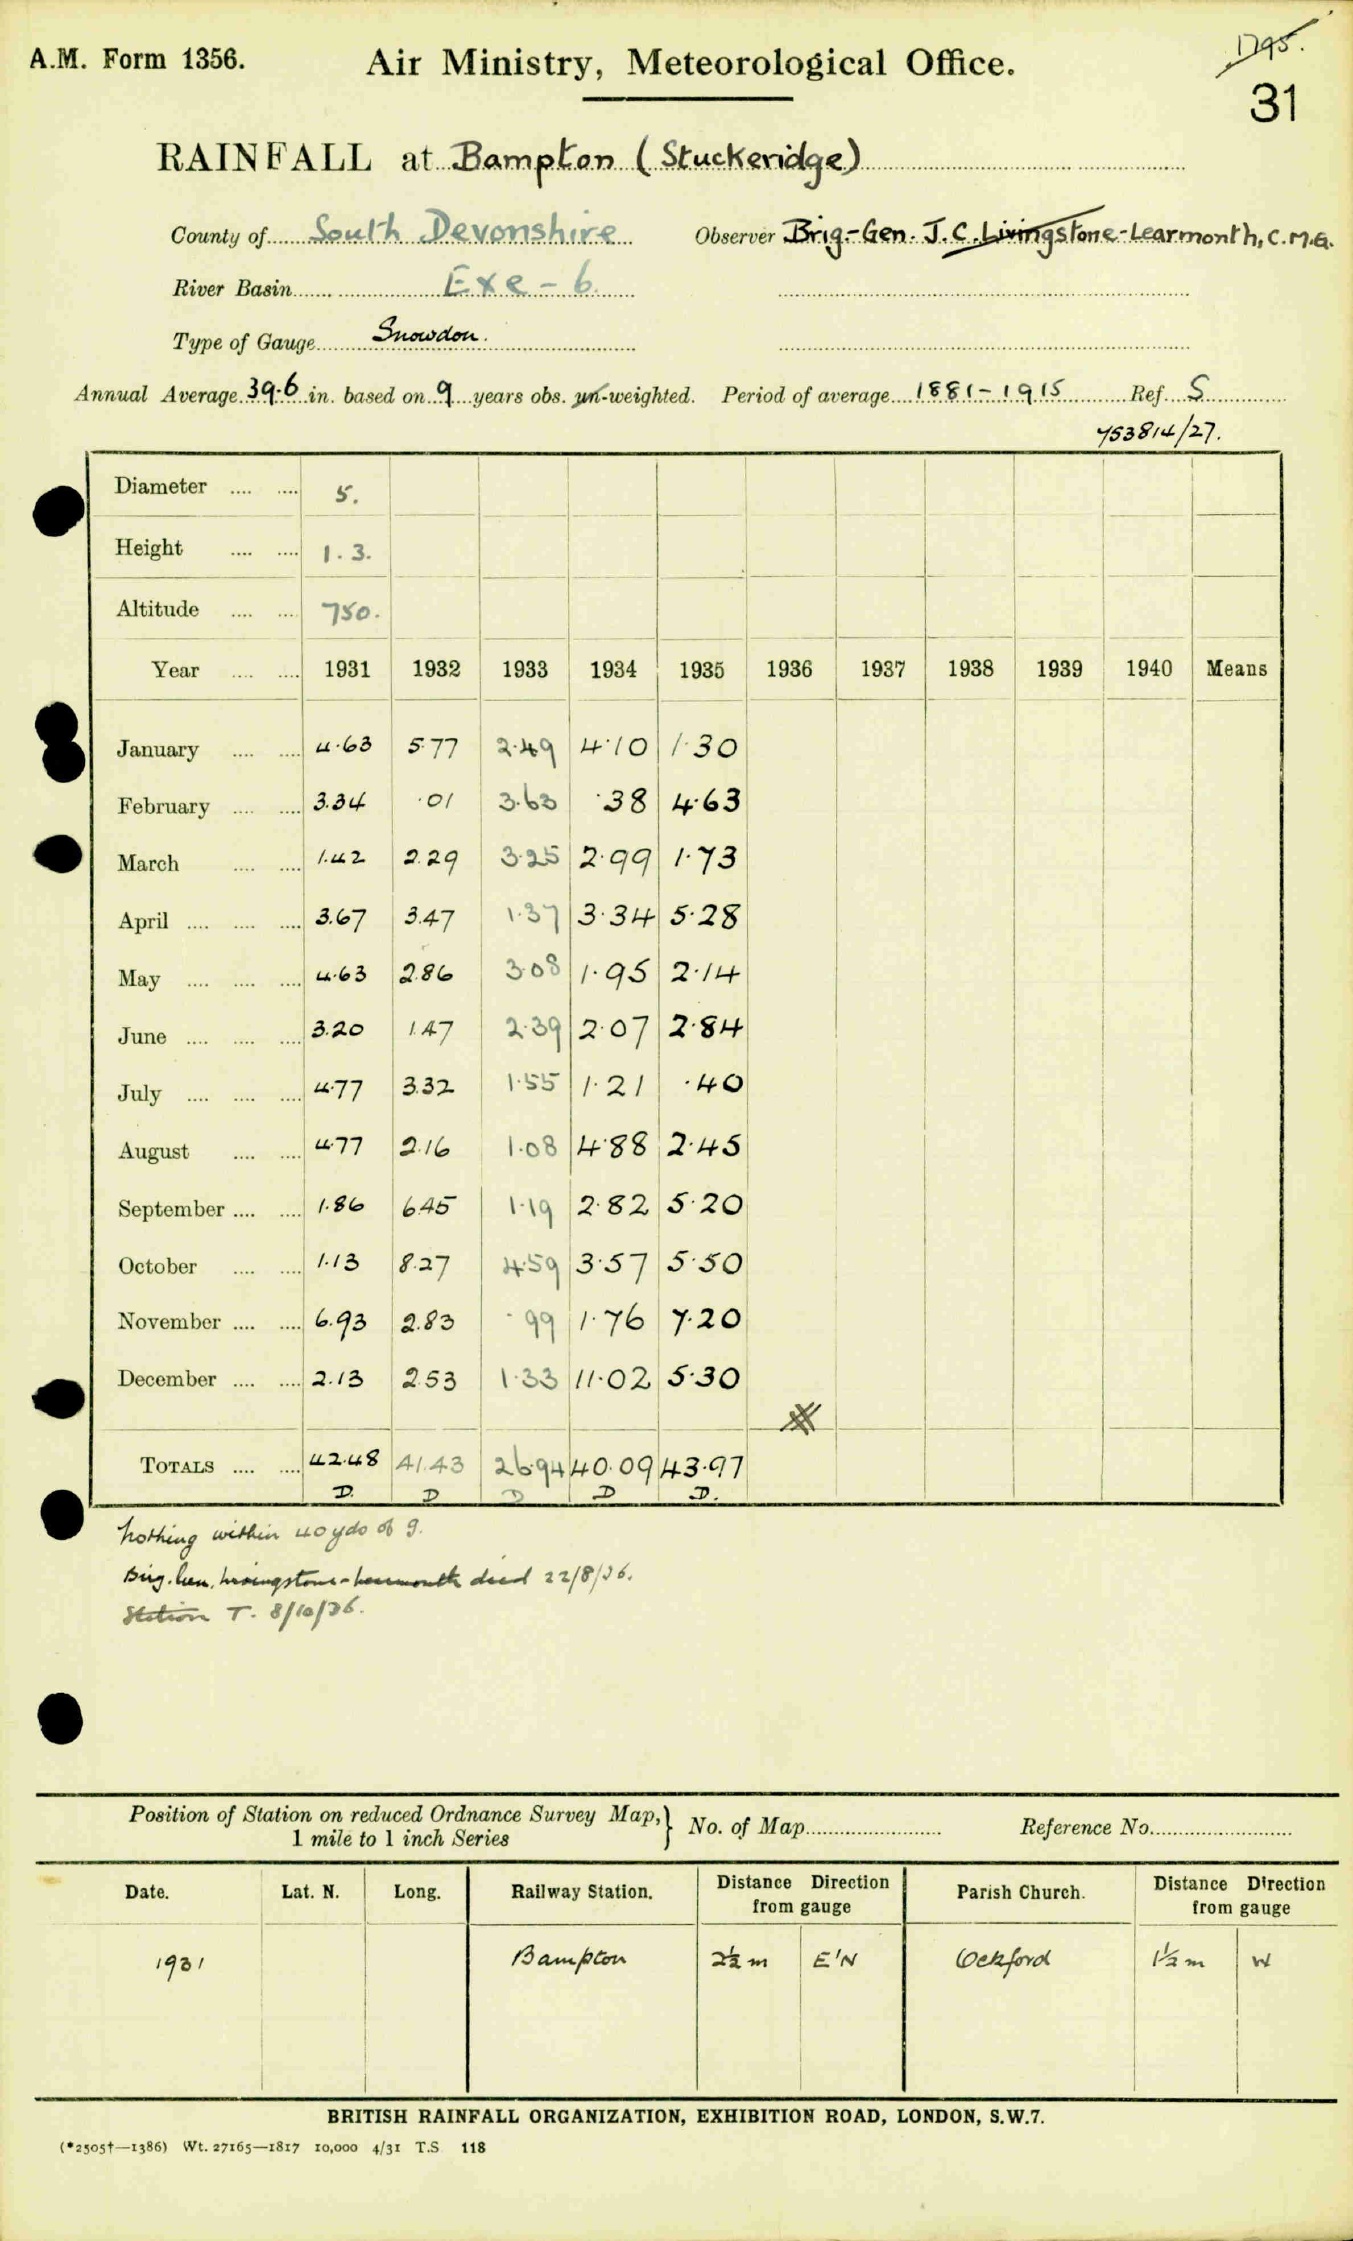 1795.
A.M. Form 1356. Air Ministry, Meteorological Office.
31
RAINFALL at Bampton (Stuckeridge)
County of South Devonshire Observer Brig.-Gen. J.C. Livingstone-Learmonth, C.M.G.
River Basin Exe - 6
Type of Gauge Snowdon.
Annual Average 39.6 in. based on 9 years obs. un-weighted. Period of average 1881-1915 Ref. S
753814/27.
Diameter .... .... 5.
Height .... .... 1.3.
Altitude .... .... 750.
Year .... .... 1931 1932 1933 1934 1935 1936 1937 1938 1939 1940 Means
January .... .... 4.63 5.77 2.49 4.10 1.30
February .... .... 3.34 .01 3.63 .38 4.63
March .... .... 1.42 2.29 3.25 2.99 1.73
April .... .... .... 3.67 3.47 1.37 3.34 5.28
May .... .... .... 4.63 2.86 3.08 1.95 2.14
June .... .... .... 3.20 1.47 2.39 2.07 2.84
July .... .... .... 4.77 3.32 1.55 1.21 .40
August .... .... 4.77 2.16 1.08 4.88 2.45
September .... .... 1.86 6.45 1.19 2.82 5.20
October .... .... 1.13 8.27 4.59 3.57 5.50
November .... .... 6.93 2.83 .99 1.76 7.20
December .... .... 2.13 2.53 1.33 11.02 5.30
TOTALS .... .... 42.48 41.43 26.94 40.09 43.97
D. D D D D.
Nothing within 40 yds of g.
Brig. Gen. Livingstone-Learmonth died 22/8/36.
Station T. 8/10/36.
Position of Station on reduced Ordnance Survey Map, } No. of Map Reference No.
1 mile to 1 inch Series
Date. Lat. N. Long. Railway Station. Distance Direction from gauge Parish Church. Distance Direction from gauge
1931 Bampton 2½ m E'N Ockford 1½ m W
BRITISH RAINFALL ORGANIZATION, EXHIBITION ROAD, LONDON, S.W.7.
(*2505†—1386) Wt. 27165—1817 10,000 4/31 T.S 118